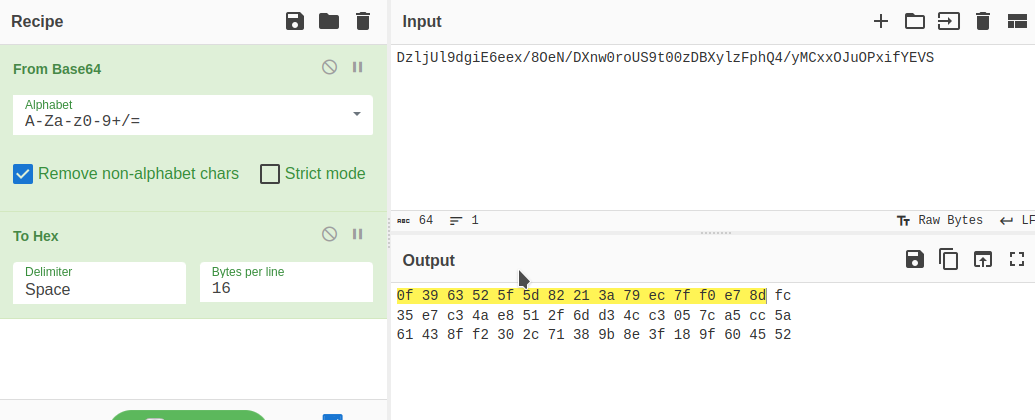 Recipe
Input
From Base64
Alphabet
A-Za-z0-9+/=
Remove non-alphabet chars
Strict mode
To Hex
Delimiter
Space
Bytes per line
16
DzljUl9dgiE6eex/8OeN/DXnw0roUS9t00zDBXylzFphQ4/yMCxxOJuOPxifYEVS
ABC 64 1 Tт Raw Bytes LF
Output
0f 39 63 52 5f 5d 82 21 3a 79 ec 7f f0 e7 8d fc
35 e7 c3 4a e8 51 2f 6d d3 4c c3 05 7c a5 cc 5a
61 43 8f f2 30 2c 71 38 9b 8e 3f 18 9f 60 45 52